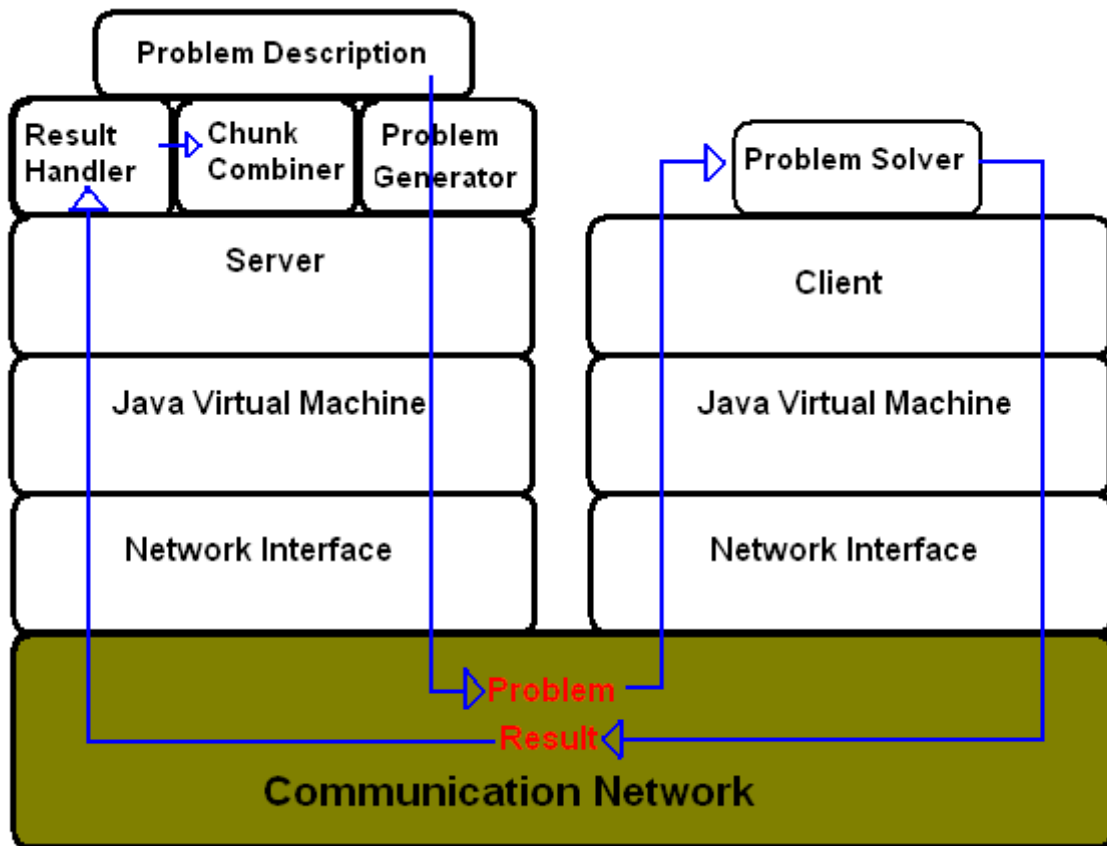 Problem Description
Result
Handler
Chunk
Combiner
Problem
Generator
Problem Solver
Server
Client
Java Virtual Machine
Java Virtual Machine
Network Interface
Network Interface
Problem
Result
Communication Network